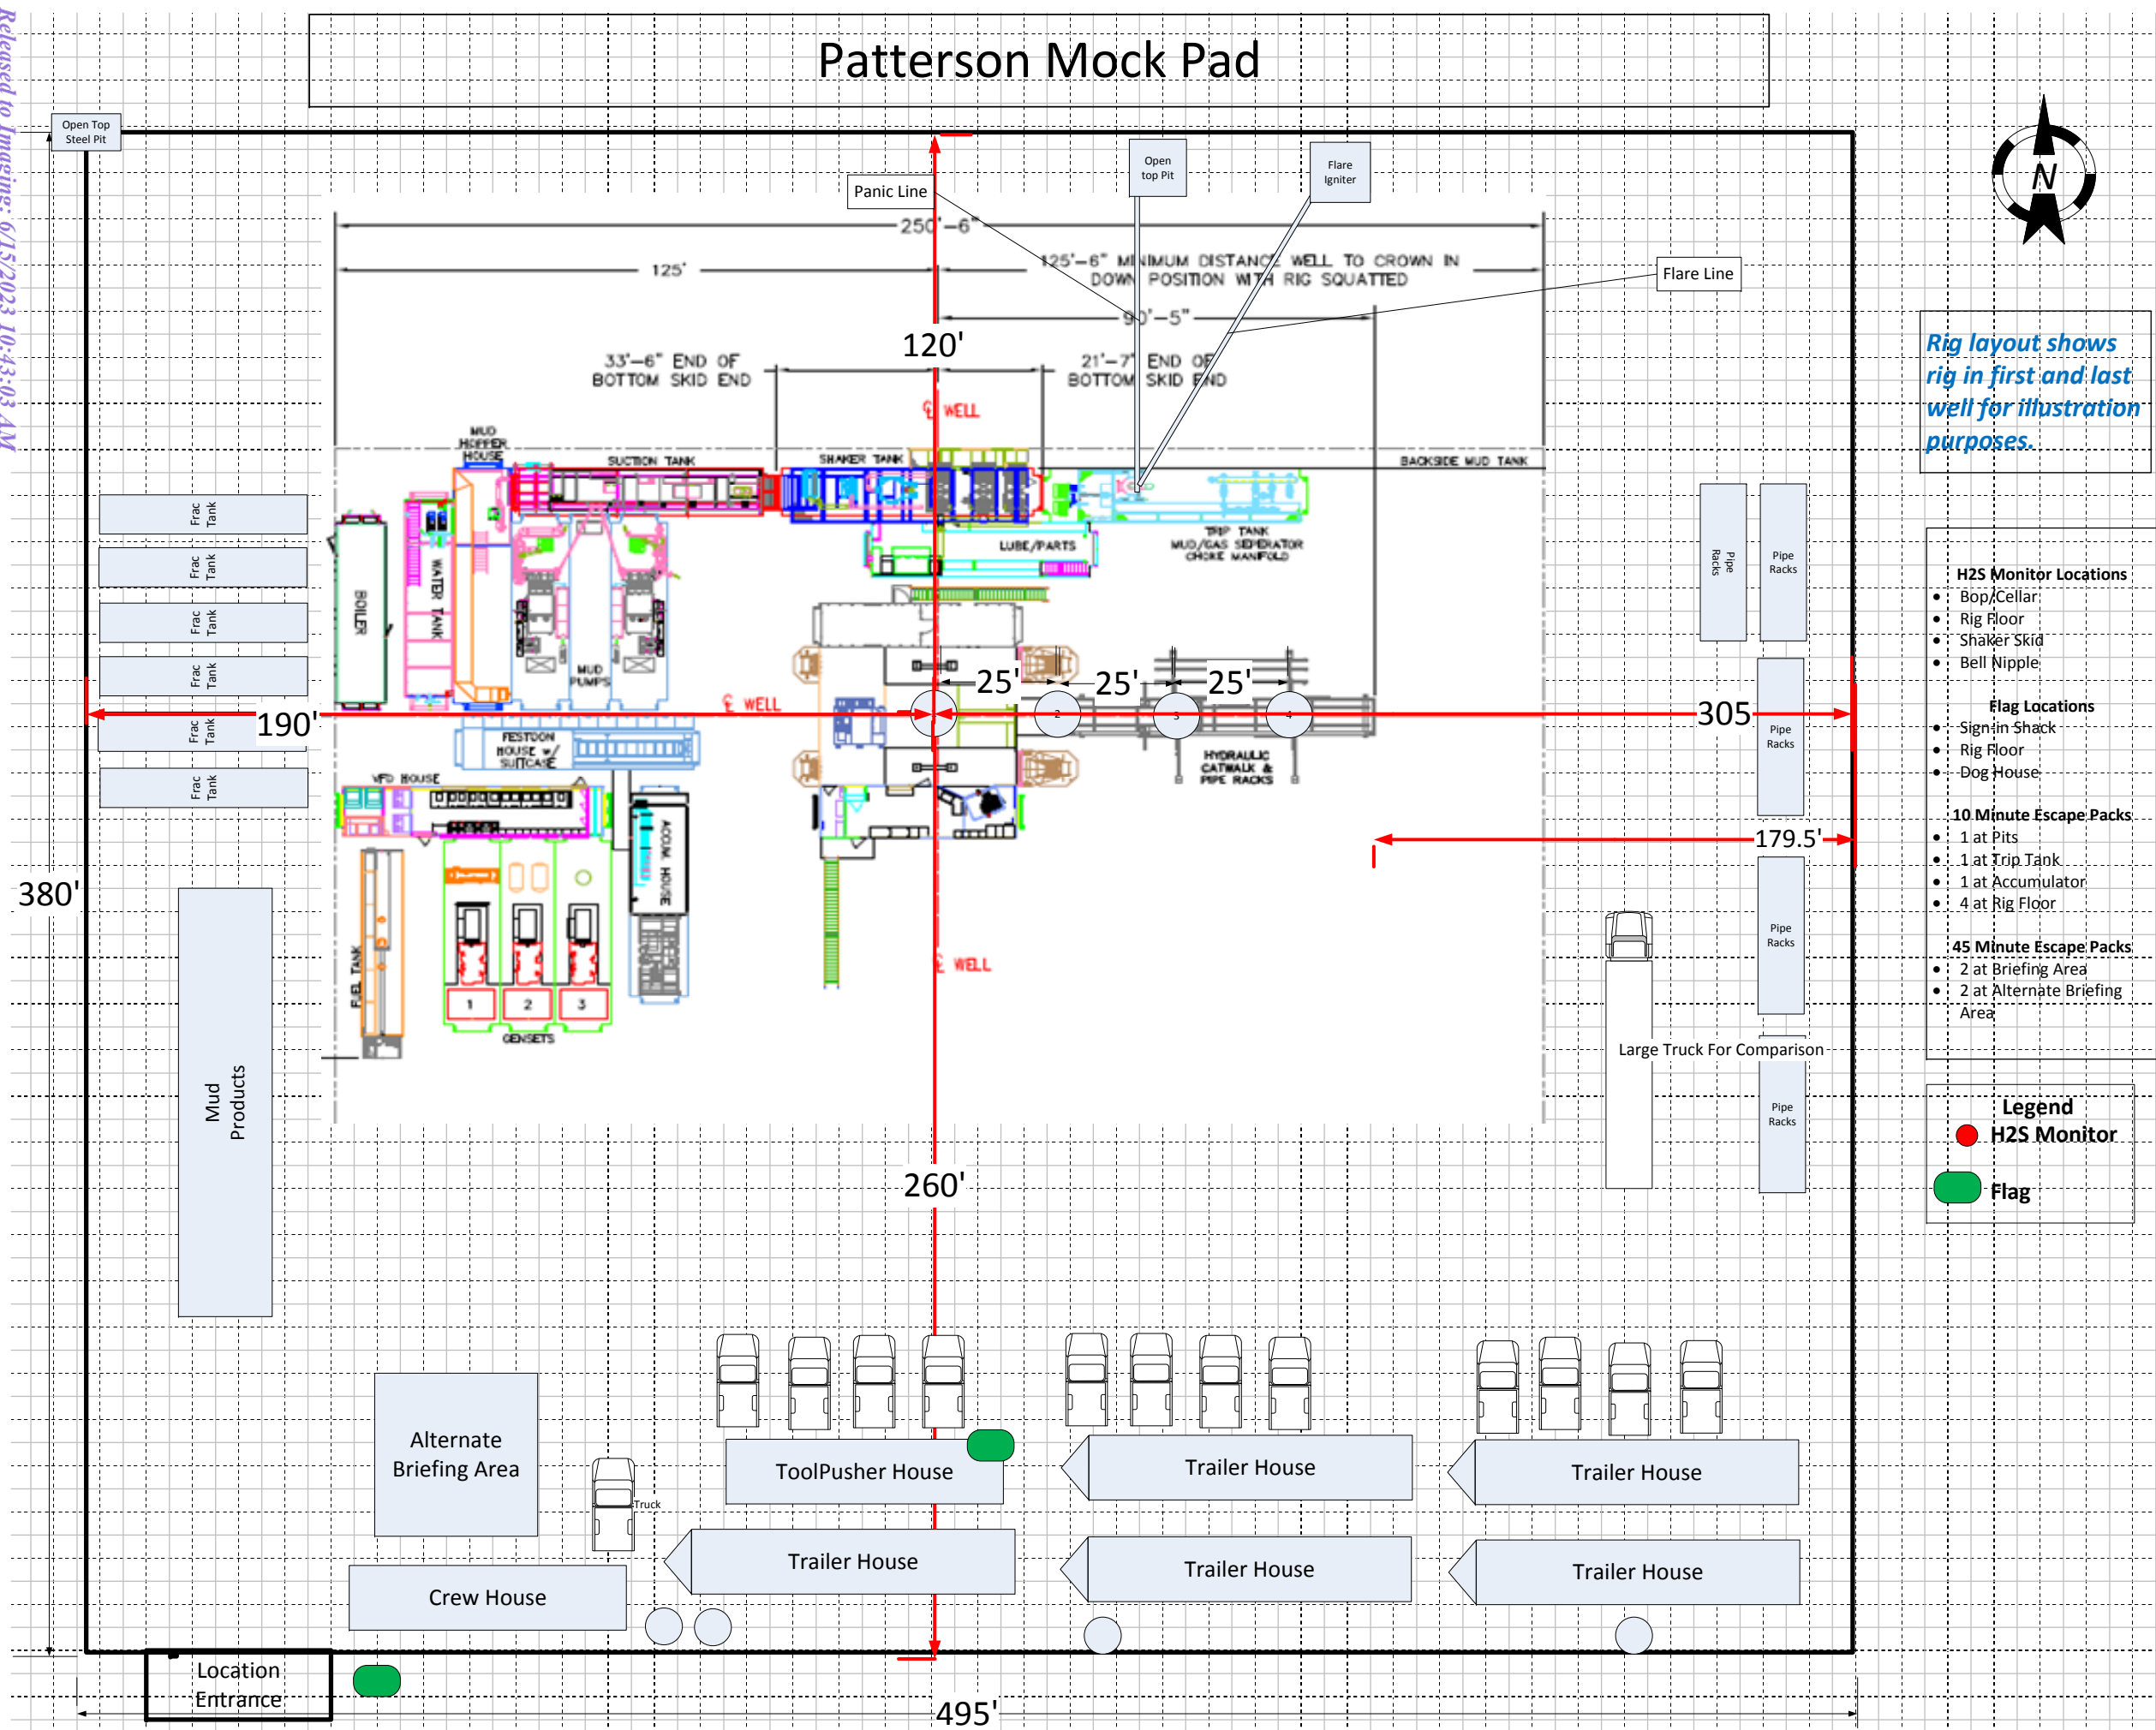 Released to Imaging: 6/15/2023 10:43:03 AM
Patterson Mock Pad
Open Top
Steel Pit
Open
top Pit
Flare
Igniter
Panic Line
N
250'-6"
125'
125'-6" MINIMUM DISTANCE WELL TO CROWN IN
DOWN POSITION WITH RIG SQUATTED
Flare Line
90'-5"
120'
33'-6" END OF
BOTTOM SKID END
21'-7" END OF
BOTTOM SKID END
Rig layout shows
rig in first and last
well for illustration
purposes.
℄ WELL
MUD
HOPPER
HOUSE
SUCTION TANK
SHAKER TANK
BACKSIDE MUD TANK
Frac
Tank
Frac
Tank
Frac
Tank
Frac
Tank
Frac
Tank
Frac
Tank
BOILER
WATER TANK
MUD
PUMPS
LUBE/PARTS
TRIP TANK
MUD/GAS SEPERATOR
CHOKE MANIFOLD
Pipe
Racks
Pipe
Racks
H2S Monitor Locations
• Bop/Cellar
• Rig Floor
• Shaker Skid
• Bell Nipple
Flag Locations
• Sign-in Shack
• Rig Floor
• Dog House
10 Minute Escape Packs
• 1 at Pits
• 1 at Trip Tank
• 1 at Accumulator
• 4 at Rig Floor
45 Minute Escape Packs
• 2 at Briefing Area
• 2 at Alternate Briefing
Area
25'
25'
25'
190'
℄ WELL
2
3
4
305
Pipe
Racks
FESTOON
HOUSE w/
SUITCASE
HYDRAULIC
CATWALK &
PIPE RACKS
VFD HOUSE
ACCUM. HOUSE
179.5'
380'
Pipe
Racks
FUEL TANK
℄ WELL
1
2
3
GENSETS
Large Truck For Comparison
Pipe
Racks
Mud
Products
Legend
H2S Monitor
Flag
260'
Alternate
Briefing Area
ToolPusher House
Trailer House
Trailer House
Truck
Trailer House
Trailer House
Trailer House
Crew House
Location
Entrance
495'